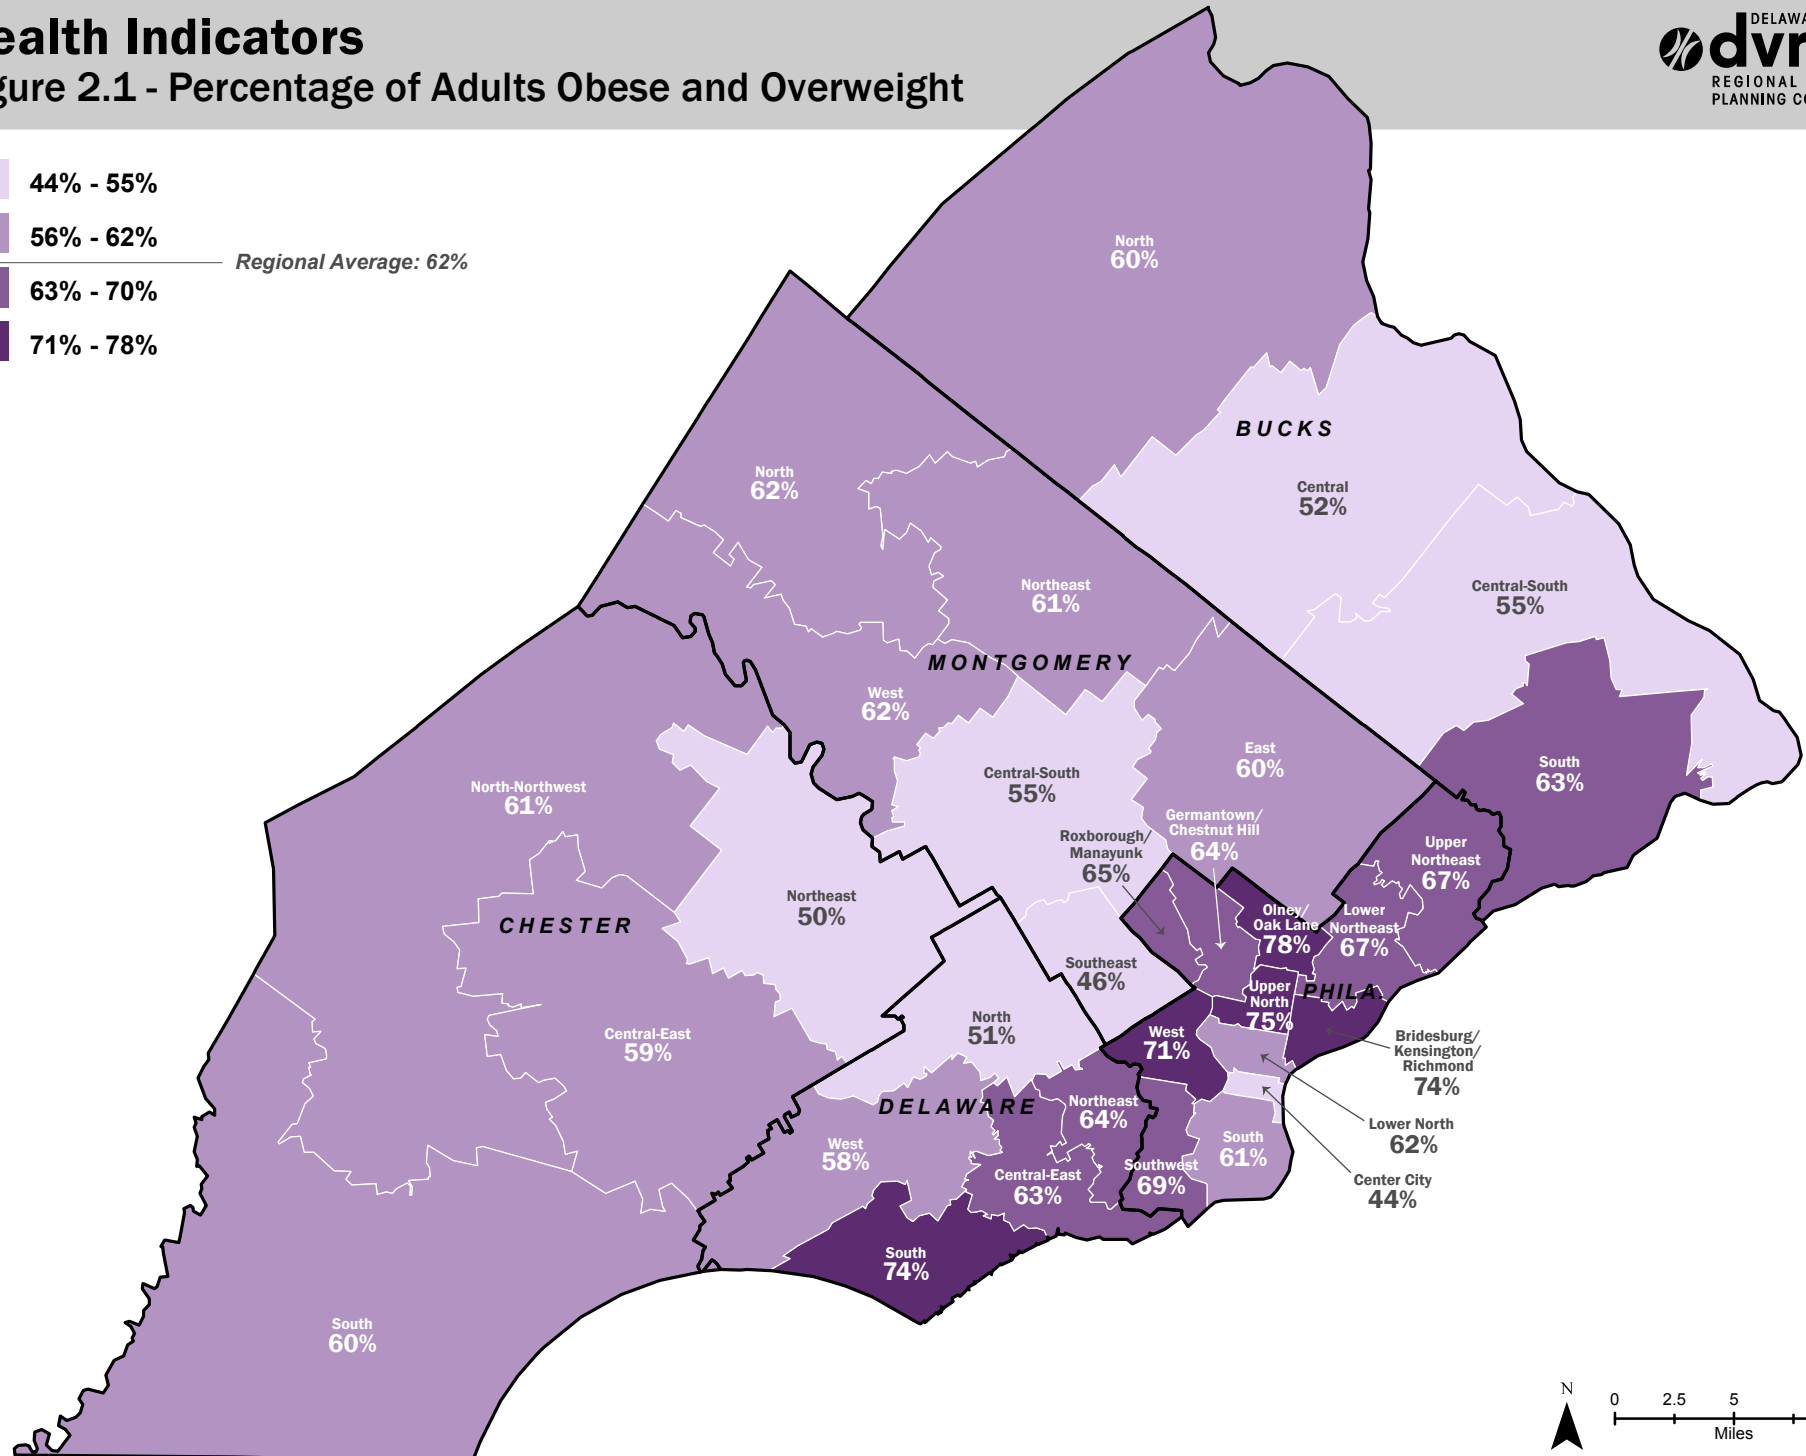 ealth Indicators
gure 2.1 - Percentage of Adults Obese and Overweight
DELAWA
dvr
REGIONAL
PLANNING CO
44% - 55%
56% - 62%
Regional Average: 62%
63% - 70%
71% - 78%
North
60%
BUCKS
Central
52%
Central-South
55%
South
63%
North
62%
Northeast
61%
MONTGOMERY
West
62%
Central-South
55%
East
60%
Southeast
46%
North-Northwest
61%
CHESTER
Northeast
50%
Central-East
59%
South
60%
North
51%
DELAWARE
West
58%
Northeast
64%
Central-East
63%
South
74%
Germantown/
Chestnut Hill
64%
Roxborough/
Manayunk
65%
Upper
Northeast
67%
Olney/
Oak Lane
78%
Lower
Northeast
67%
PHILA.
Upper
North
75%
West
71%
Bridesburg/
Kensington/
Richmond
74%
Lower North
62%
Center City
44%
South
61%
Southwest
69%
N
0 2.5 5
Miles